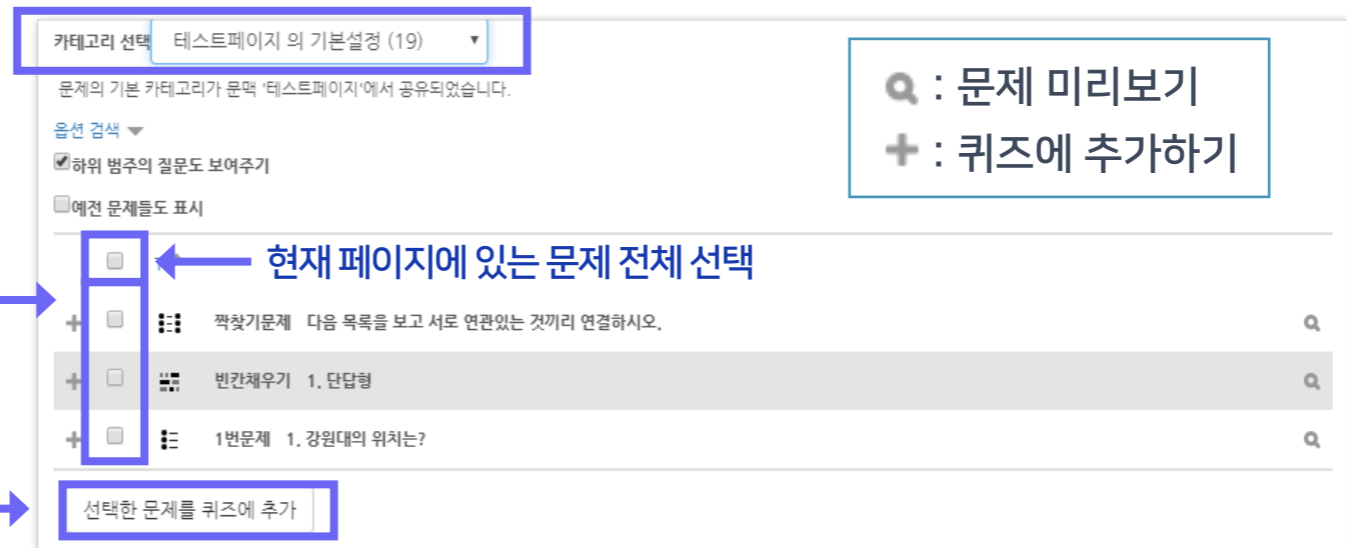 카테고리 선택 테스트페이지 의 기본설정 (19)
문제의 기본 카테고리가 문맥 '테스트페이지'에서 공유되었습니다.
옵션 검색
하위 범주의 질문도 보여주기
예전 문제들도 표시
: 문제 미리보기
: 퀴즈에 추가하기
현재 페이지에 있는 문제 전체 선택
짝찾기문제 다음 목록을 보고 서로 연관있는 것끼리 연결하시오.
빈칸채우기 1. 단답형
1번문제 1. 강원대의 위치는?
선택한 문제를 퀴즈에 추가